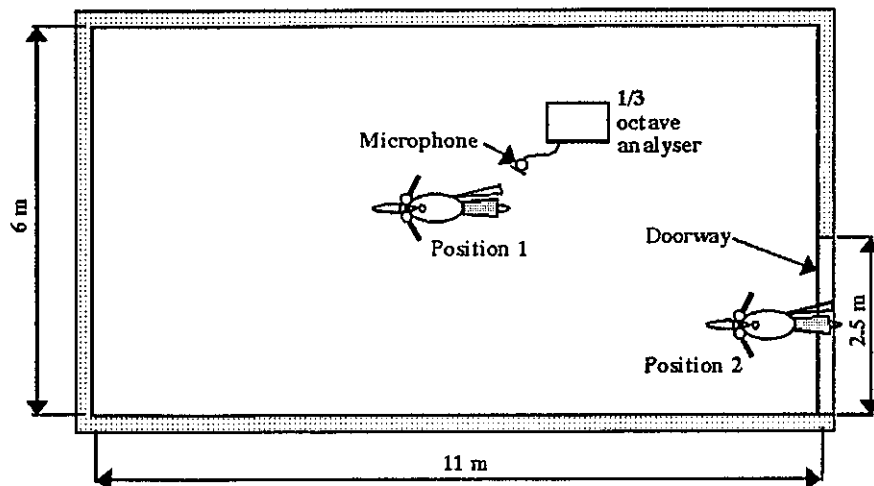 1/3
octave
analyser
Microphone
6 m
Position 1
Doorway
2.5 m
Position 2
11 m